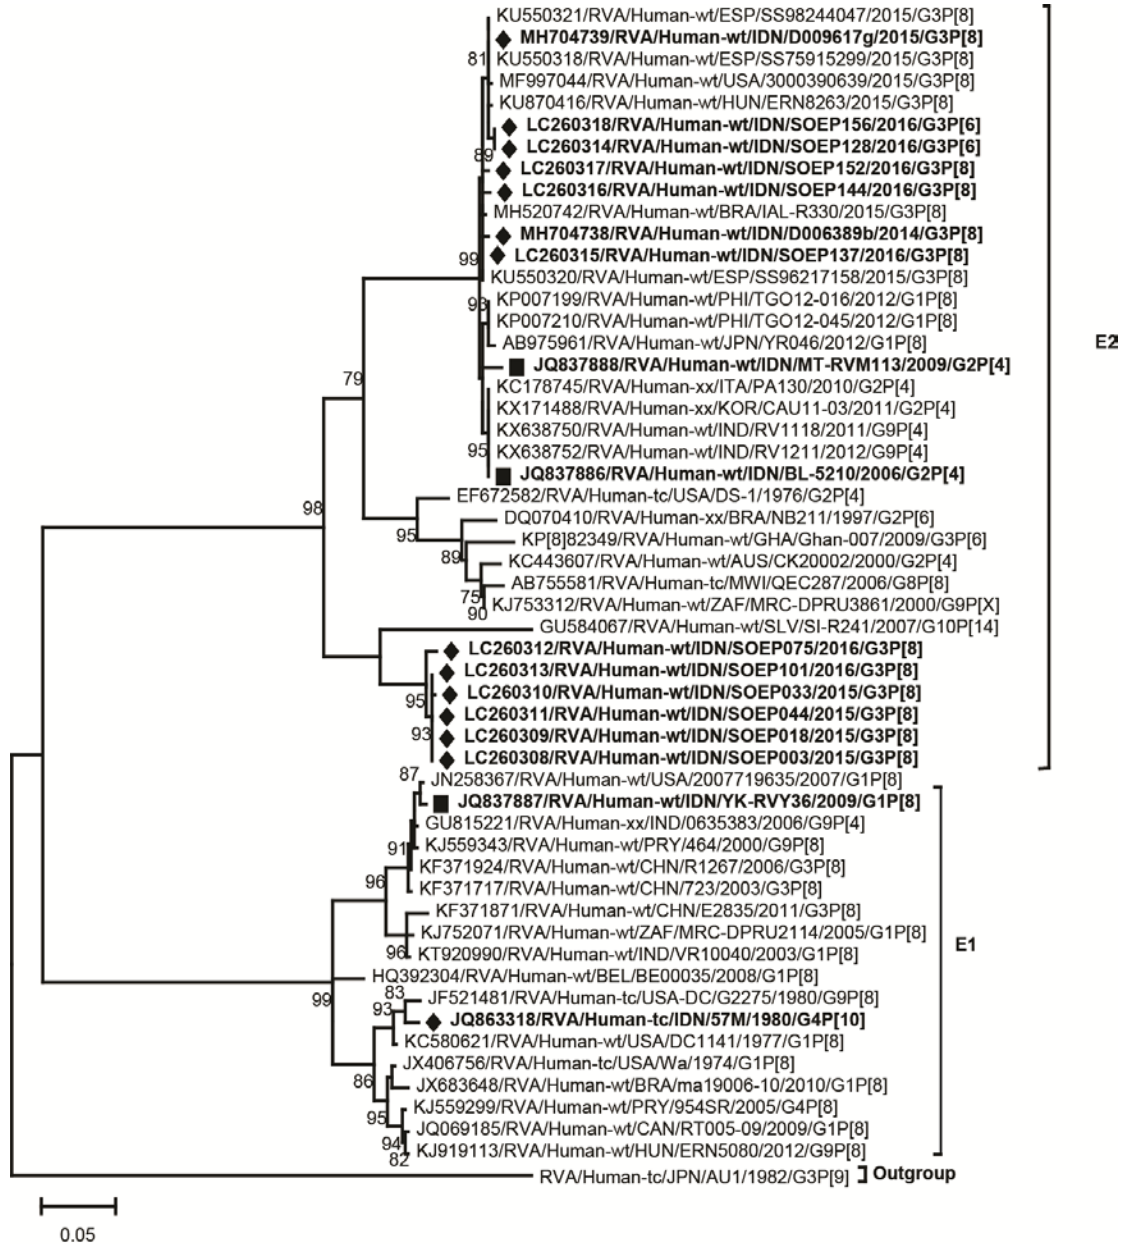 KU550321/RVA/Human-wt/ESP/SS98244047/2015/G3P[8]
MH704739/RVA/Human-wt/IDN/D009617g/2015/G3P[8]
81
KU550318/RVA/Human-wt/ESP/SS75915299/2015/G3P[8]
MF997044/RVA/Human-wt/USA/3000390639/2015/G3P[8]
KU870416/RVA/Human-wt/HUN/ERN8263/2015/G3P[8]
LC260318/RVA/Human-wt/IDN/SOEP156/2016/G3P[6]
LC260314/RVA/Human-wt/IDN/SOEP128/2016/G3P[6]
89
LC260317/RVA/Human-wt/IDN/SOEP152/2016/G3P[8]
LC260316/RVA/Human-wt/IDN/SOEP144/2016/G3P[8]
MH520742/RVA/Human-wt/BRA/IAL-R330/2015/G3P[8]
MH704738/RVA/Human-wt/IDN/D006389b/2014/G3P[8]
LC260315/RVA/Human-wt/IDN/SOEP137/2016/G3P[8]
99
KU550320/RVA/Human-wt/ESP/SS96217158/2015/G3P[8]
KP007199/RVA/Human-wt/PHI/TGO12-016/2012/G1P[8]
93
KP007210/RVA/Human-wt/PHI/TGO12-045/2012/G1P[8]
AB975961/RVA/Human-wt/JPN/YR046/2012/G1P[8]
E2
JQ837888/RVA/Human-wt/IDN/MT-RVM113/2009/G2P[4]
79
KC178745/RVA/Human-xx/ITA/PA130/2010/G2P[4]
KX171488/RVA/Human-xx/KOR/CAU11-03/2011/G2P[4]
KX638750/RVA/Human-wt/IND/RV1118/2011/G9P[4]
95
KX638752/RVA/Human-wt/IND/RV1211/2012/G9P[4]
JQ837886/RVA/Human-wt/IDN/BL-5210/2006/G2P[4]
EF672582/RVA/Human-tc/USA/DS-1/1976/G2P[4]
98
DQ070410/RVA/Human-xx/BRA/NB211/1997/G2P[6]
95
KP[8]82349/RVA/Human-wt/GHA/Ghan-007/2009/G3P[6]
89
KC443607/RVA/Human-wt/AUS/CK20002/2000/G2P[4]
AB755581/RVA/Human-tc/MWI/QEC287/2006/G8P[8]
75
KJ753312/RVA/Human-wt/ZAF/MRC-DPRU3861/2000/G9P[X]
90
GU584067/RVA/Human-wt/SLV/SI-R241/2007/G10P[14]
LC260312/RVA/Human-wt/IDN/SOEP075/2016/G3P[8]
LC260313/RVA/Human-wt/IDN/SOEP101/2016/G3P[8]
LC260310/RVA/Human-wt/IDN/SOEP033/2015/G3P[8]
95
LC260311/RVA/Human-wt/IDN/SOEP044/2015/G3P[8]
93
LC260309/RVA/Human-wt/IDN/SOEP018/2015/G3P[8]
LC260308/RVA/Human-wt/IDN/SOEP003/2015/G3P[8]
87
JN258367/RVA/Human-wt/USA/2007719635/2007/G1P[8]
JQ837887/RVA/Human-wt/IDN/YK-RVY36/2009/G1P[8]
GU815221/RVA/Human-xx/IND/0635383/2006/G9P[4]
91
KJ559343/RVA/Human-wt/PRY/464/2000/G9P[8]
KF371924/RVA/Human-wt/CHN/R1267/2006/G3P[8]
96
KF371717/RVA/Human-wt/CHN/723/2003/G3P[8]
KF371871/RVA/Human-wt/CHN/E2835/2011/G3P[8]
KJ752071/RVA/Human-wt/ZAF/MRC-DPRU2114/2005/G1P[8]
E1
96
KT920990/RVA/Human-wt/IND/VR10040/2003/G1P[8]
HQ392304/RVA/Human-wt/BEL/BE00035/2008/G1P[8]
99
83
JF521481/RVA/Human-tc/USA-DC/G2275/1980/G9P[8]
93
JQ863318/RVA/Human-tc/IDN/57M/1980/G4P[10]
KC580621/RVA/Human-wt/USA/DC1141/1977/G1P[8]
JX406756/RVA/Human-tc/USA/Wa/1974/G1P[8]
86
JX683648/RVA/Human-wt/BRA/ma19006-10/2010/G1P[8]
KJ559299/RVA/Human-wt/PRY/954SR/2005/G4P[8]
95
JQ069185/RVA/Human-wt/CAN/RT005-09/2009/G1P[8]
94
KJ919113/RVA/Human-wt/HUN/ERN5080/2012/G9P[8]
82
RVA/Human-tc/JPN/AU1/1982/G3P[9] Outgroup
0.05